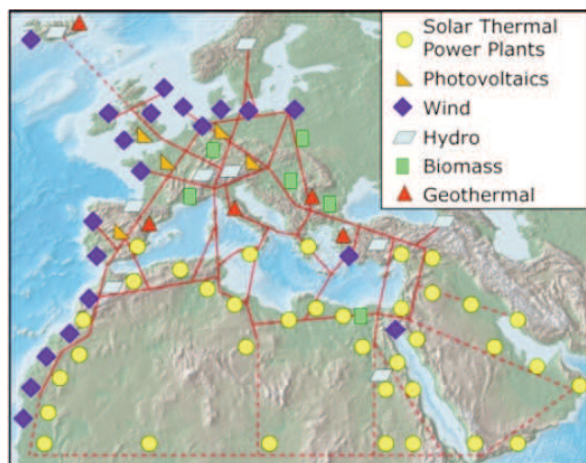 Solar Thermal
Power Plants
Photovoltaics
Wind
Hydro
Biomass
Geothermal